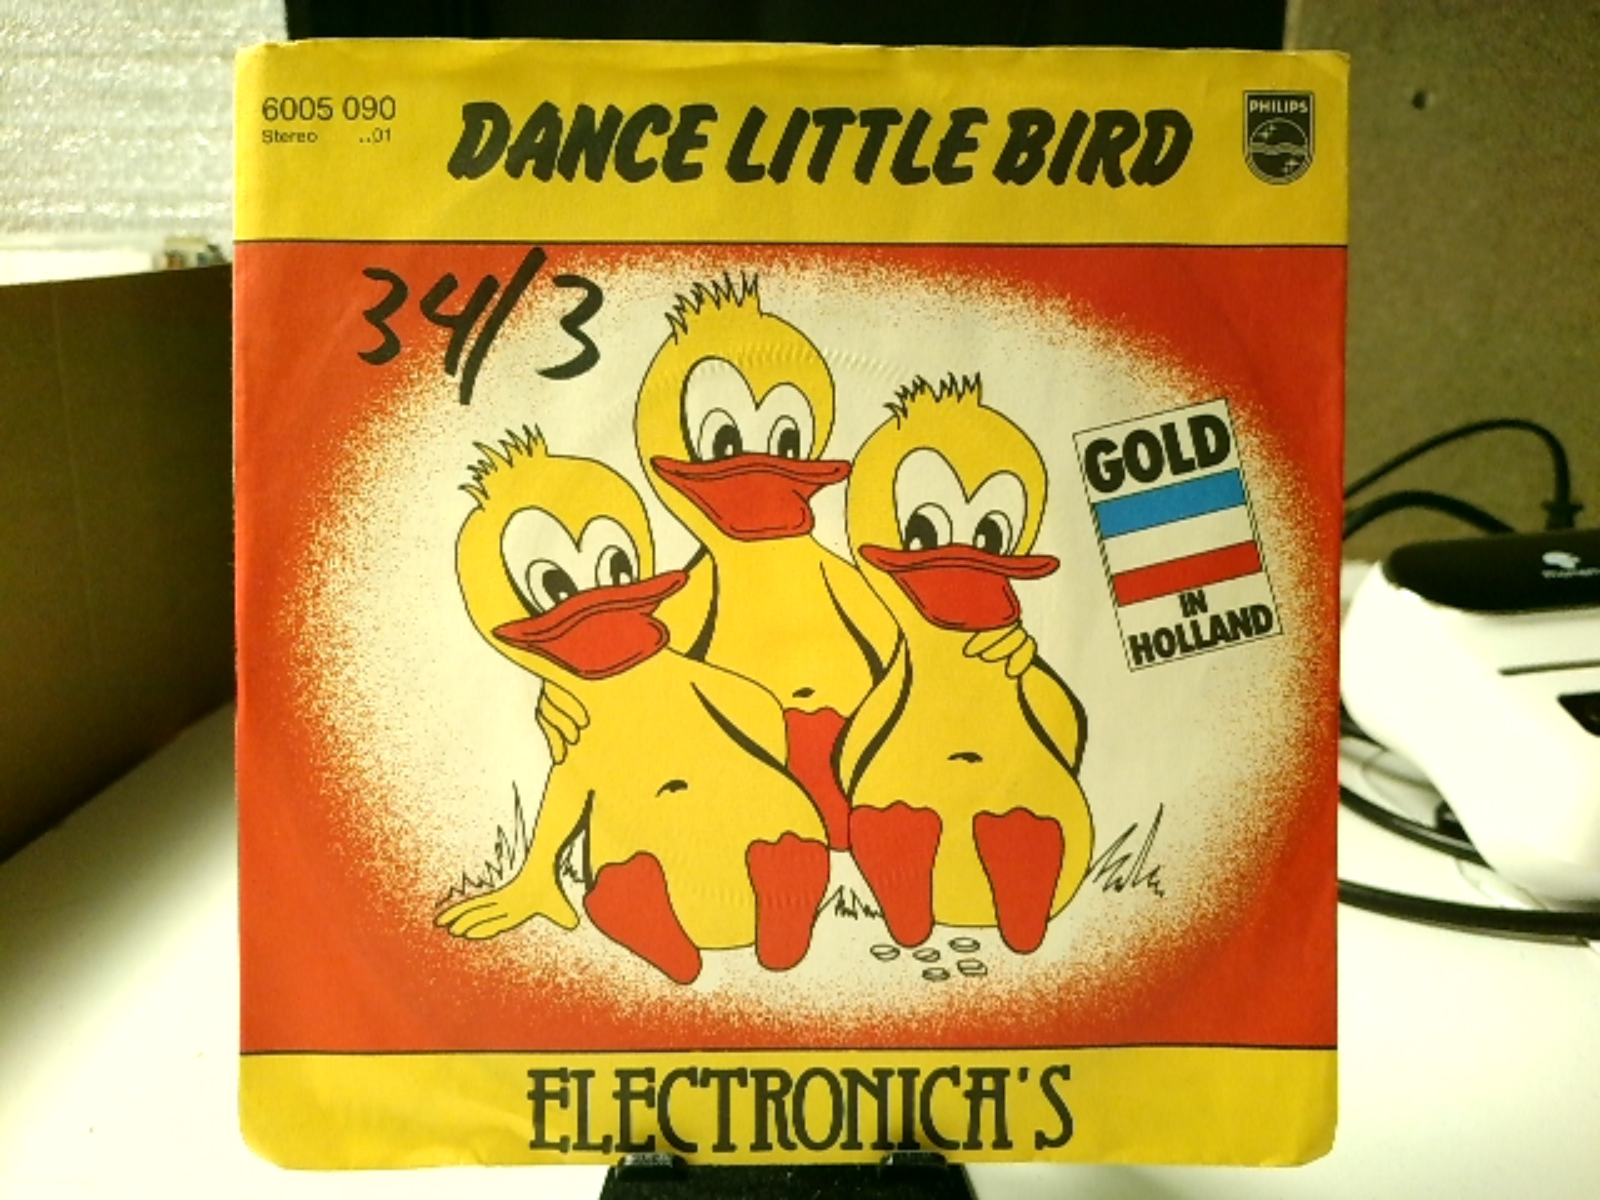 6005 090
Stereo ..01
DANCE LITTLE BIRD
PHILIPS
34/3
GOLD
IN
HOLLAND
ELECTRONICA'S